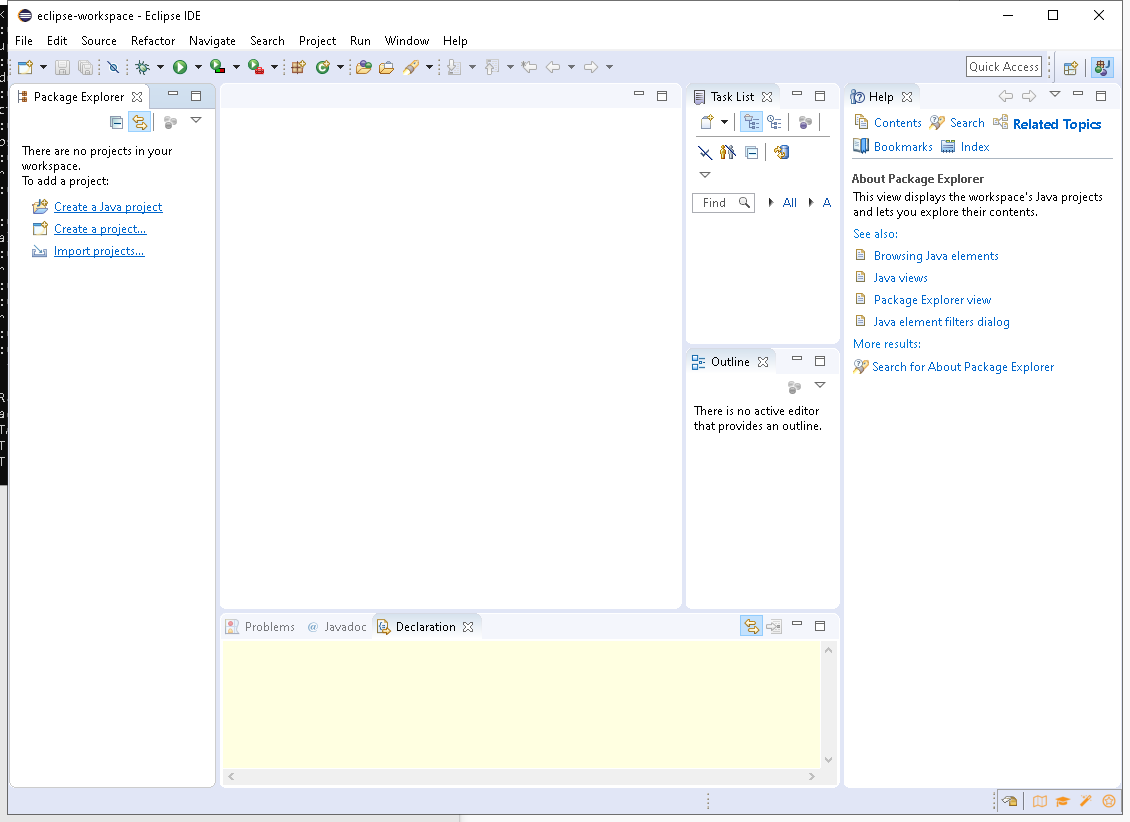 eclipse-workspace - Eclipse IDE
File Edit Source Refactor Navigate Search Project Run Window Help
Quick Access
Package Explorer
There are no projects in your
workspace.
To add a project:
Create a Java project
Create a project...
Import projects...
Task List
Find All A
Outline
There is no active editor
that provides an outline.
Help
Contents Search Related Topics
Bookmarks Index
About Package Explorer
This view displays the workspace's Java projects
and lets you explore their contents.
See also:
Browsing Java elements
Java views
Package Explorer view
Java element filters dialog
More results:
Search for About Package Explorer
Problems @ Javadoc Declaration